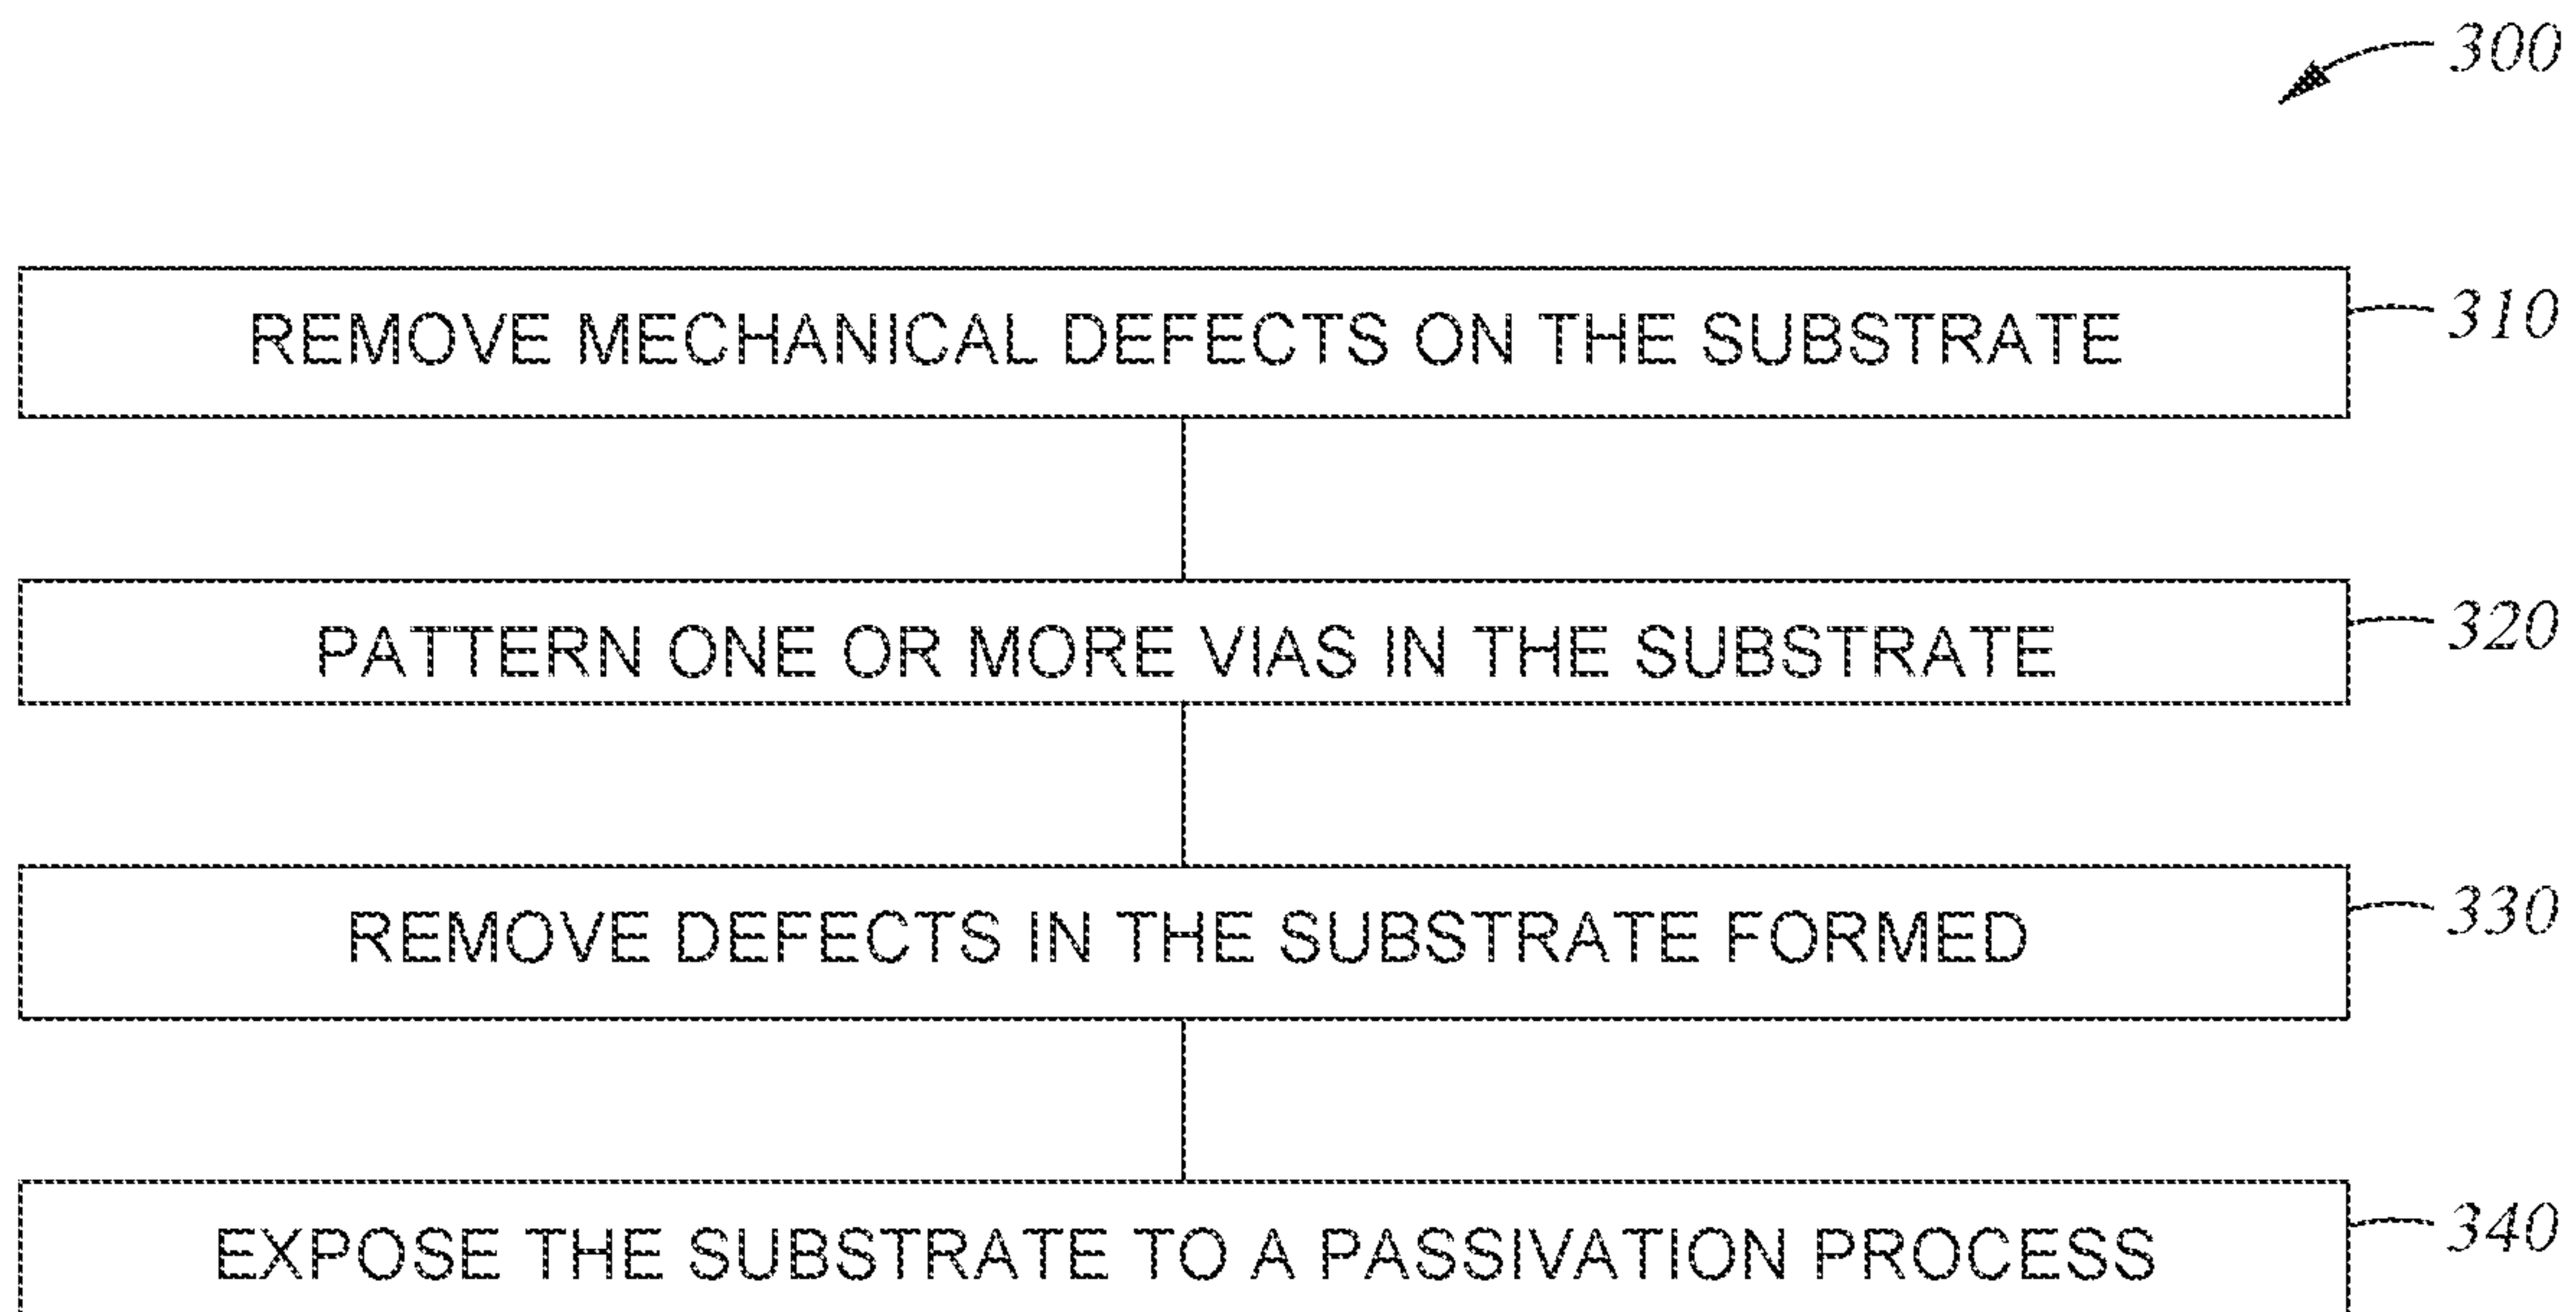 300
REMOVE MECHANICAL DEFECTS ON THE SUBSTRATE
310
PATTERN ONE OR MORE VIAS IN THE SUBSTRATE
320
REMOVE DEFECTS IN THE SUBSTRATE FORMED
330
EXPOSE THE SUBSTRATE TO A PASSIVATION PROCESS
340